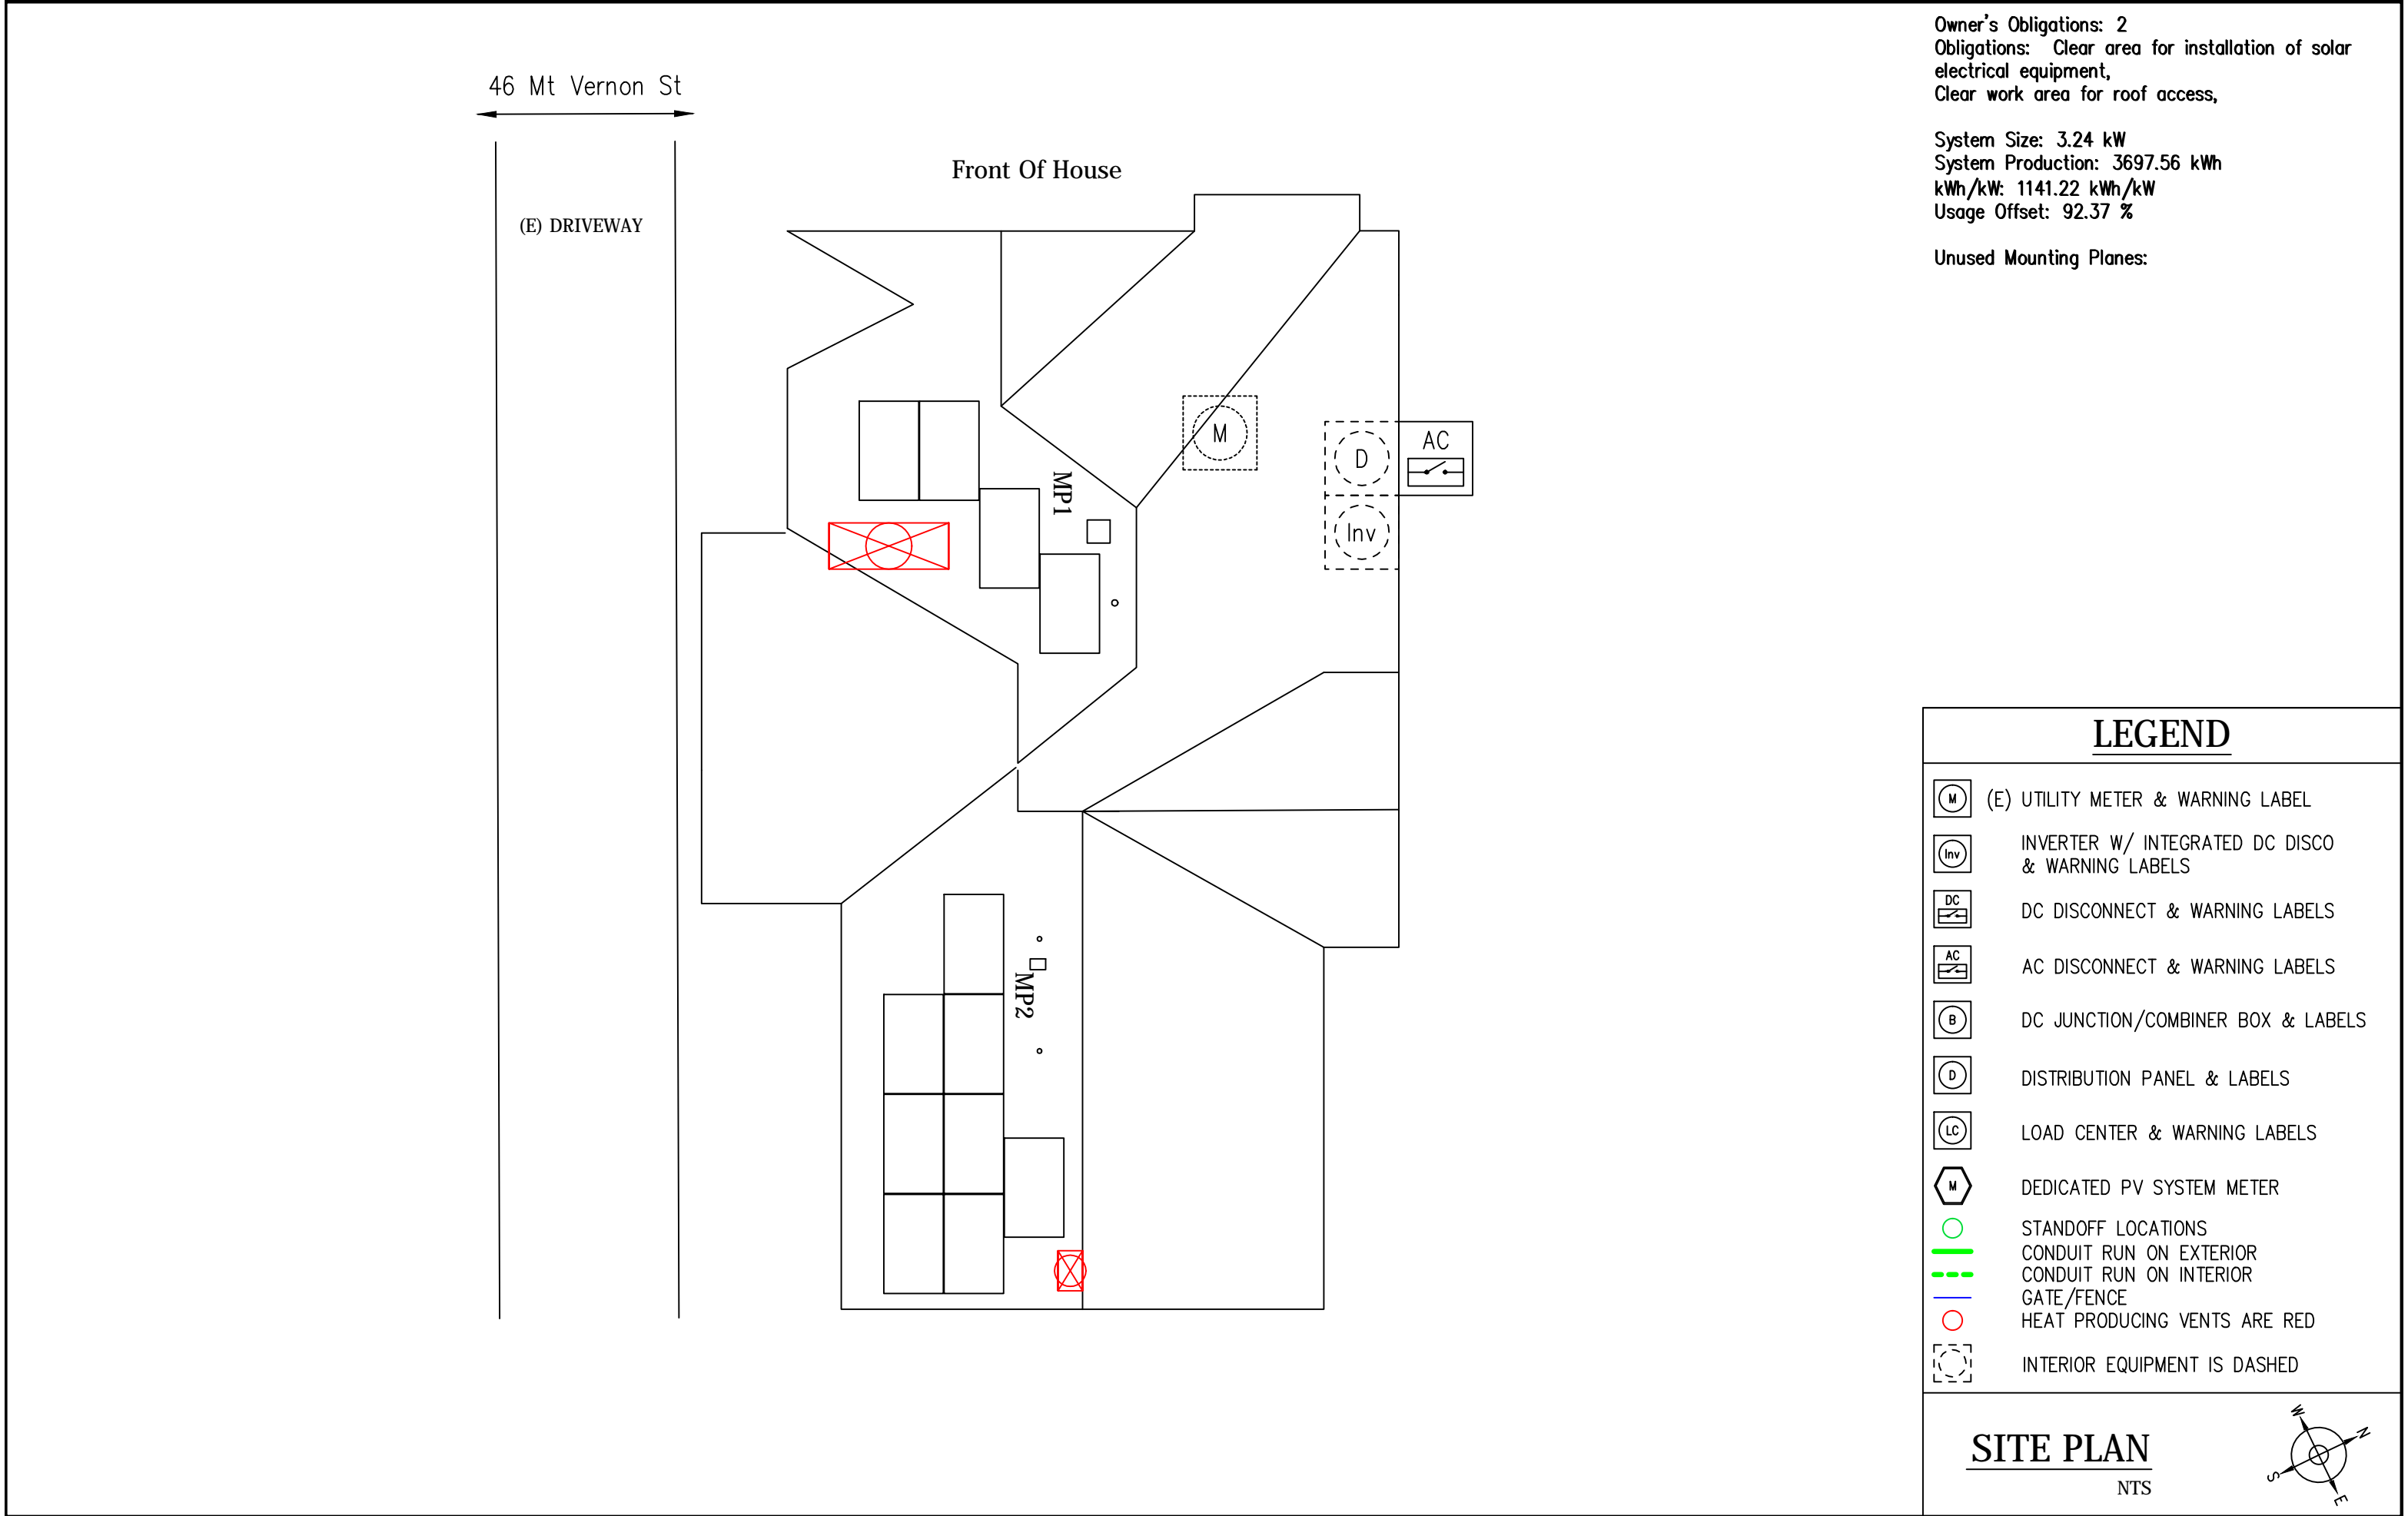 46 Mt Vernon St
(E) DRIVEWAY
Front Of House
M
D
AC
Inv
MP1
MP2
Owner's Obligations: 2
Obligations: Clear area for installation of solar
electrical equipment,
Clear work area for roof access,
System Size: 3.24 kW
System Production: 3697.56 kWh
kWh/kW: 1141.22 kWh/kW
Usage Offset: 92.37 %
Unused Mounting Planes:
LEGEND
M (E) UTILITY METER & WARNING LABEL
Inv INVERTER W/ INTEGRATED DC DISCO
& WARNING LABELS
DC DC DISCONNECT & WARNING LABELS
AC AC DISCONNECT & WARNING LABELS
B DC JUNCTION/COMBINER BOX & LABELS
D DISTRIBUTION PANEL & LABELS
LC LOAD CENTER & WARNING LABELS
M DEDICATED PV SYSTEM METER
STANDOFF LOCATIONS
CONDUIT RUN ON EXTERIOR
CONDUIT RUN ON INTERIOR
GATE/FENCE
HEAT PRODUCING VENTS ARE RED
INTERIOR EQUIPMENT IS DASHED
SITE PLAN
NTS
W
N
S
E